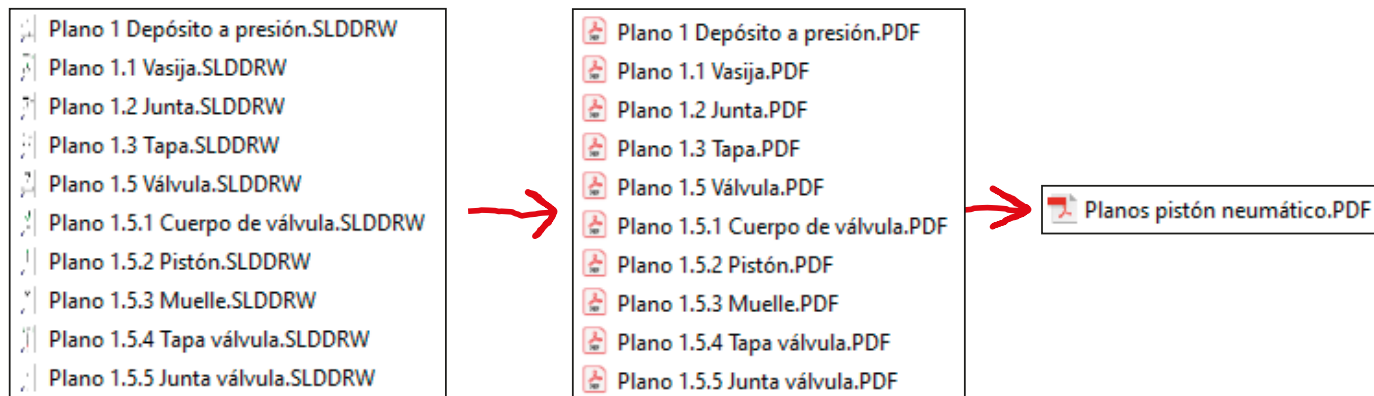 Plano 1 Depósito a presión.SLDDRW
Plano 1.1 Vasija.SLDDRW
Plano 1.2 Junta.SLDDRW
Plano 1.3 Tapa.SLDDRW
Plano 1.5 Válvula.SLDDRW
Plano 1.5.1 Cuerpo de válvula.SLDDRW
Plano 1.5.2 Pistón.SLDDRW
Plano 1.5.3 Muelle.SLDDRW
Plano 1.5.4 Tapa válvula.SLDDRW
Plano 1.5.5 Junta válvula.SLDDRW
Plano 1 Depósito a presión.PDF
Plano 1.1 Vasija.PDF
Plano 1.2 Junta.PDF
Plano 1.3 Tapa.PDF
Plano 1.5 Válvula.PDF
Plano 1.5.1 Cuerpo de válvula.PDF
Plano 1.5.2 Pistón.PDF
Plano 1.5.3 Muelle.PDF
Plano 1.5.4 Tapa válvula.PDF
Plano 1.5.5 Junta válvula.PDF
Planos pistón neumático.PDF